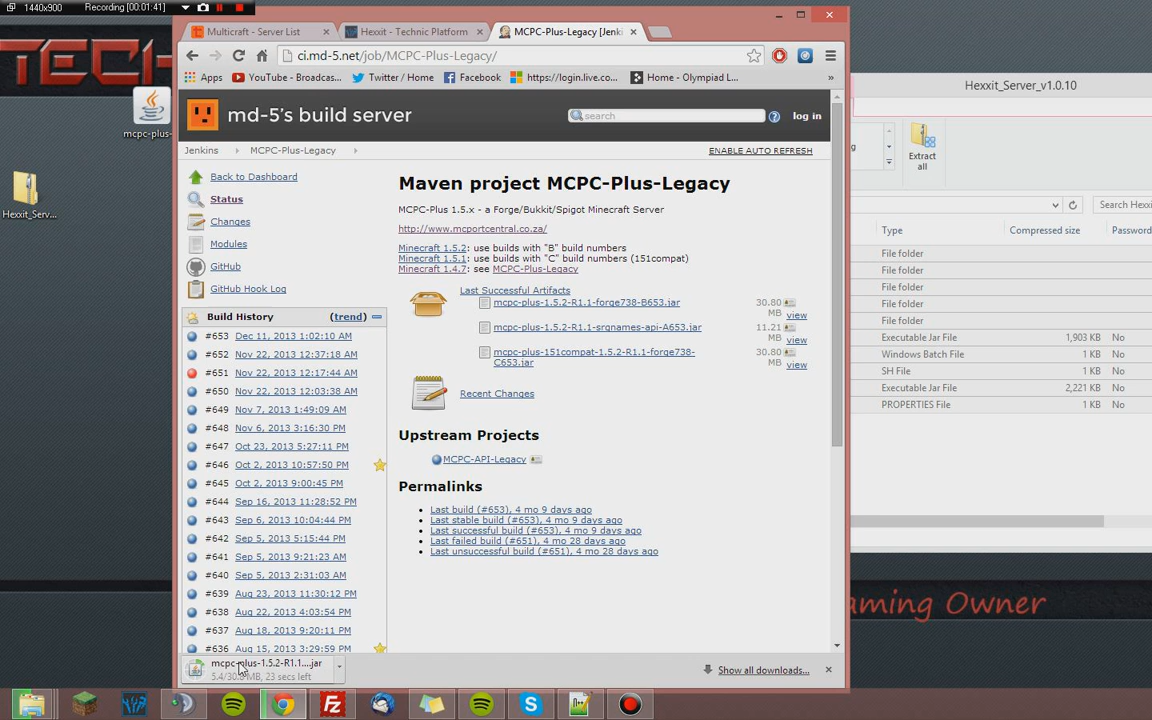 1440x900
Recording [00:01:41]
TECH
mcpc-plus-
Hexxit_Serv...
Multicraft - Server List
Hexxit - Technic Platform
MCPC-Plus-Legacy [Jenki
ci.md-5.net/job/MCPC-Plus-Legacy/
Apps
YouTube - Broadcas...
Twitter / Home
Facebook
https://login.live.co...
Home - Olympiad L...
»
md-5's build server
search
log in
Jenkins
MCPC-Plus-Legacy
ENABLE AUTO REFRESH
Back to Dashboard
Status
Changes
Modules
GitHub
GitHub Hook Log
Build History
(trend)
#653 Dec 11, 2013 1:02:10 AM
#652 Nov 22, 2013 12:37:18 AM
#651 Nov 22, 2013 12:17:44 AM
#650 Nov 22, 2013 12:03:38 AM
#649 Nov 7, 2013 1:49:09 AM
#648 Nov 6, 2013 3:16:30 PM
#647 Oct 23, 2013 5:27:11 PM
#646 Oct 2, 2013 10:57:50 PM
#645 Oct 2, 2013 9:00:45 PM
#644 Sep 16, 2013 11:28:52 PM
#643 Sep 6, 2013 10:04:44 PM
#642 Sep 5, 2013 5:15:44 PM
#641 Sep 5, 2013 9:21:23 AM
#640 Sep 5, 2013 2:31:03 AM
#639 Aug 23, 2013 11:30:12 PM
#638 Aug 22, 2013 4:03:54 PM
#637 Aug 18, 2013 9:20:11 PM
#636 Aug 15, 2013 3:29:59 PM
Maven project MCPC-Plus-Legacy
MCPC-Plus 1.5.x - a Forge/Bukkit/Spigot Minecraft Server
http://www.mcportcentral.co.za/
Minecraft 1.5.2: use builds with "B" build numbers
Minecraft 1.5.1: use builds with "C" build numbers (151compat)
Minecraft 1.4.7: see MCPC-Plus-Legacy
Last Successful Artifacts
mcpc-plus-1.5.2-R1.1-forge738-B653.jar
30.80
MB
view
mcpc-plus-1.5.2-R1.1-srgnames-api-A653.jar
11.21
MB
view
mcpc-plus-151compat-1.5.2-R1.1-forge738-
C653.jar
30.80
MB
view
Recent Changes
Upstream Projects
MCPC-API-Legacy
Permalinks
Last build (#653), 4 mo 9 days ago
Last stable build (#653), 4 mo 9 days ago
Last successful build (#653), 4 mo 9 days ago
Last failed build (#651), 4 mo 28 days ago
Last unsuccessful build (#651), 4 mo 28 days ago
mcpc-plus-1.5.2-R1.1....jar
MB, 23 secs left
Show all downloads...
Hexxit_Server_v1.0.10
Extract
all
Search Hexxi
Type
Compressed size
Password
File folder
File folder
File folder
File folder
File folder
Executable Jar File 1,903 KB No
Windows Batch File 1 KB No
SH File 1 KB No
Executable Jar File 2,221 KB No
PROPERTIES File 1 KB No
aming Owner